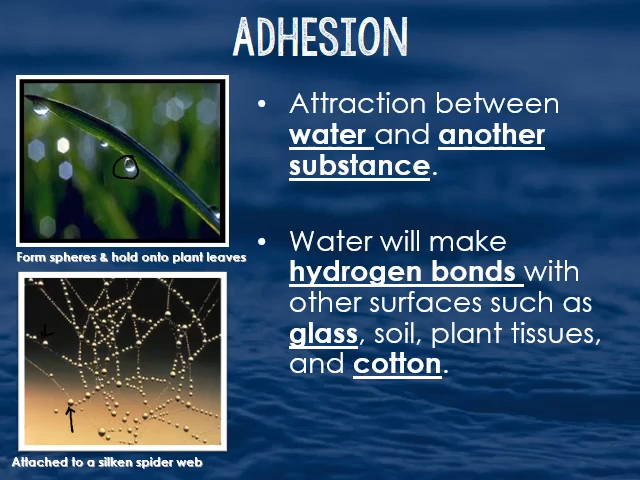 ADHESION
• Attraction between
water and another
substance.
Form spheres & hold onto plant leaves
• Water will make
hydrogen bonds with
other surfaces such as
glass, soil, plant tissues,
and cotton.
Attached to a silken spider web